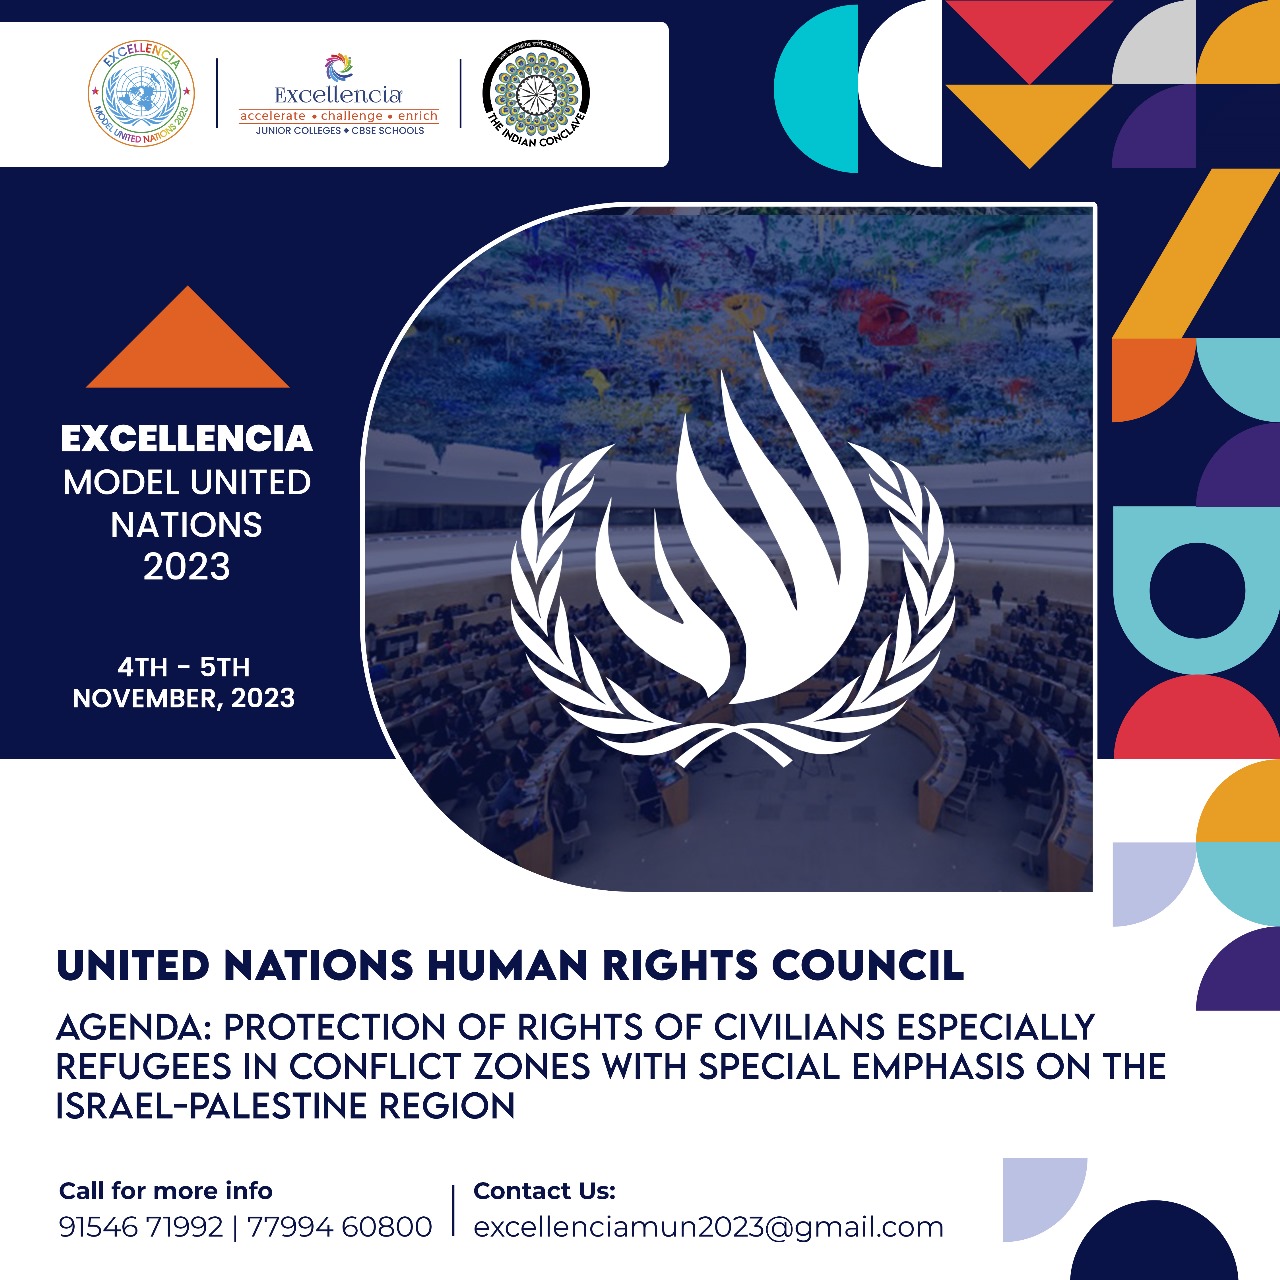 EXCELLENCIA
MODEL UNITED NATIONS 2023
Excellencia
accelerate • challenge • enrich
JUNIOR COLLEGES ♦ CBSE SCHOOLS
THE INDIAN CONCLAVE
EXCELLENCIA
MODEL UNITED
NATIONS
2023
4TH - 5TH
NOVEMBER, 2023
UNITED NATIONS HUMAN RIGHTS COUNCIL
AGENDA: PROTECTION OF RIGHTS OF CIVILIANS ESPECIALLY
REFUGEES IN CONFLICT ZONES WITH SPECIAL EMPHASIS ON THE
ISRAEL-PALESTINE REGION
Call for more info
91546 71992 | 77994 60800
Contact Us:
excellenciamun2023@gmail.com